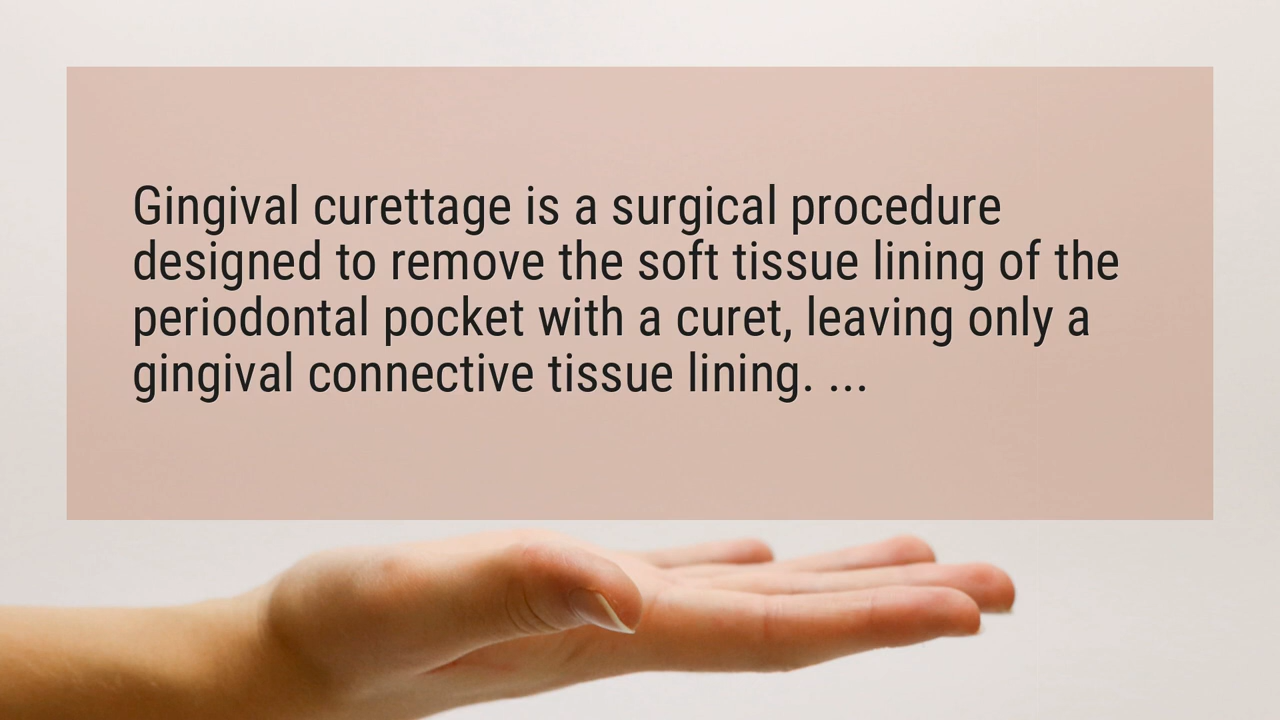 Gingival curettage is a surgical procedure
designed to remove the soft tissue lining of the
periodontal pocket with a curet, leaving only a
gingival connective tissue lining. ...